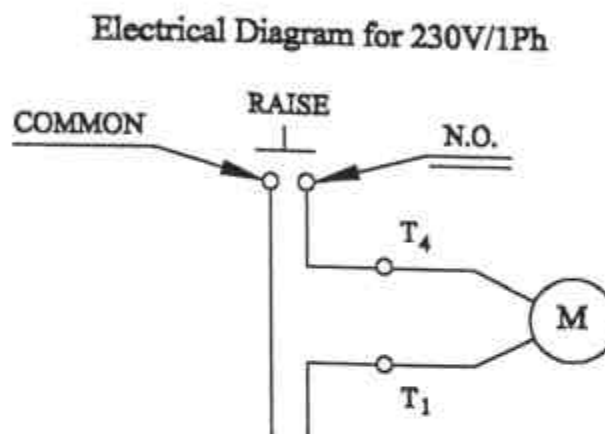 Electrical Diagram for 230V/1Ph
RAISE
COMMON
N.O.
T4
M
T1